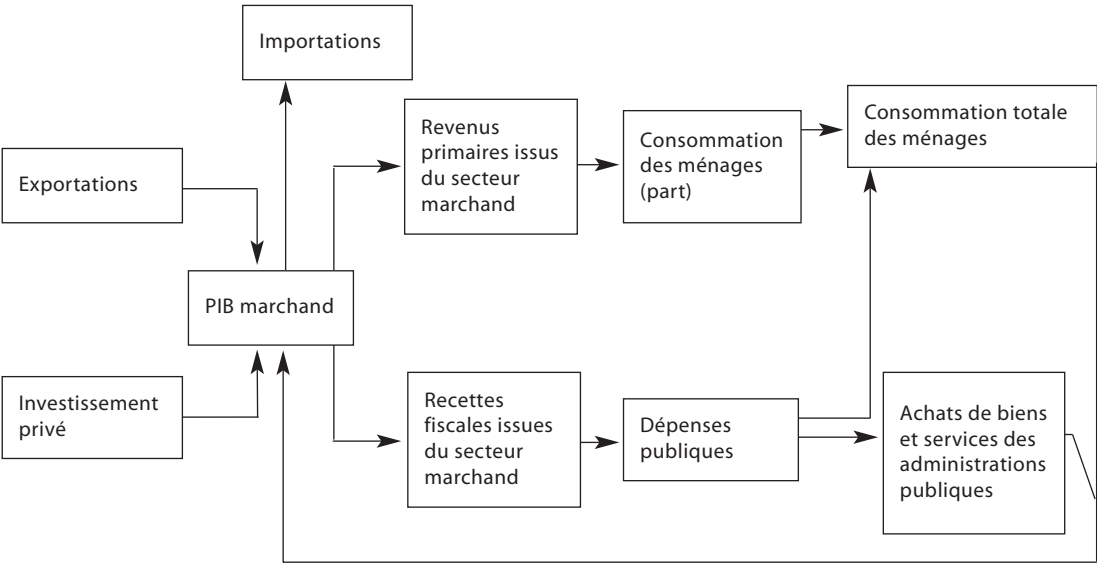 Importations
Exportations
PIB marchand
Investissement
privé
Revenus
primaires issus
du secteur
marchand
Consommation
des ménages
(part)
Consommation totale
des ménages
Recettes
fiscales issues
du secteur
marchand
Dépenses
publiques
Achats de biens
et services des
administrations
publiques